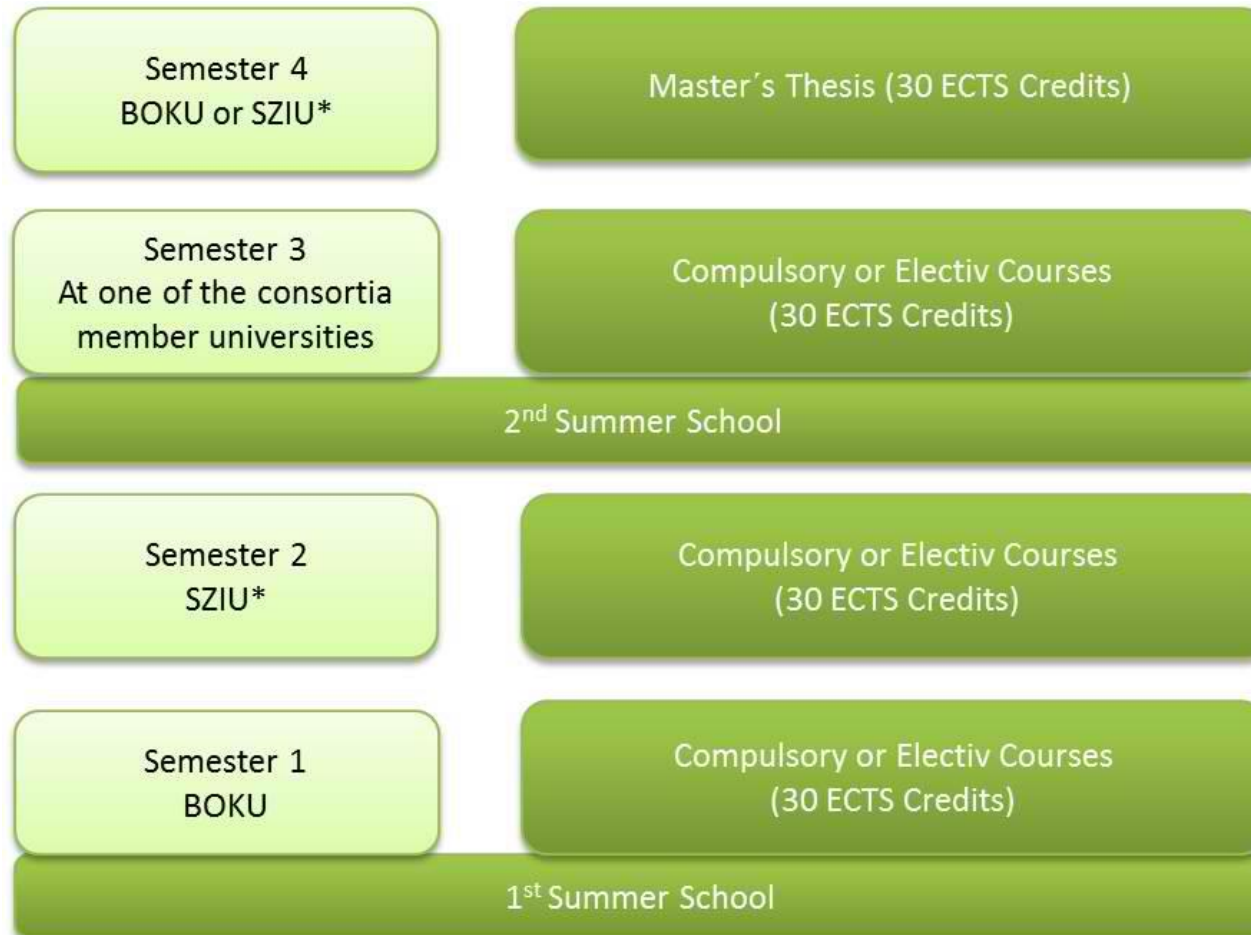 Semester 4
BOKU or SZIU*
Master´s Thesis (30 ECTS Credits)
Semester 3
At one of the consortia
member universities
Compulsory or Electiv Courses
(30 ECTS Credits)
2nd Summer School
Semester 2
SZIU*
Compulsory or Electiv Courses
(30 ECTS Credits)
Semester 1
BOKU
Compulsory or Electiv Courses
(30 ECTS Credits)
1st Summer School